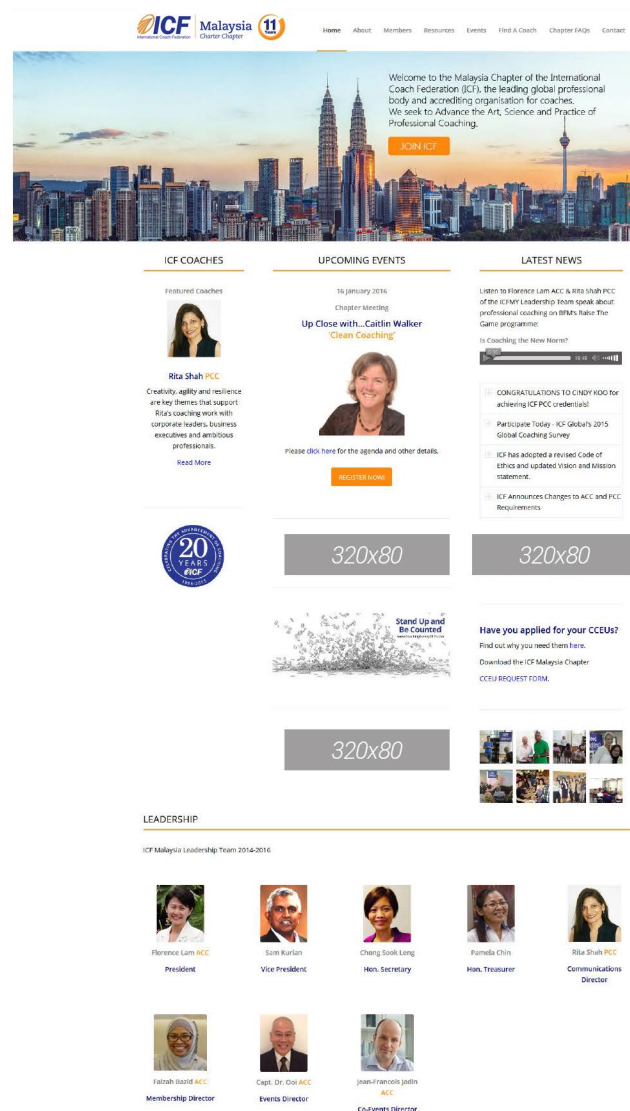 ICF
International Coach Federation
Malaysia
Charter Chapter
11
Years
Home
About
Members
Resources
Events
Find A Coach
Chapter FAQs
Contact
Welcome to the Malaysia Chapter of the International
Coach Federation (ICF), the leading global professional
body and accrediting organisation for coaches.
We seek to Advance the Art, Science and Practice of
Professional Coaching.
JOIN ICF
ICF COACHES
Featured Coaches
Rita Shah PCC
Creativity, agility and resilience
are key themes that support
Rita's coaching work with
corporate leaders, business
executives and ambitious
professionals.
Read More
CELEBRATING THE ADVANCEMENT OF COACHING
20
YEARS
ICF
1995-2015
UPCOMING EVENTS
16 January 2016
Chapter Meeting
Up Close with...Caitlin Walker
'Clean Coaching'
Please click here for the agenda and other details.
REGISTER NOW!
320x80
Stand Up and
Be Counted
320x80
LATEST NEWS
Listen to Florence Lam ACC & Rita Shah PCC
of the ICFMY Leadership Team speak about
professional coaching on BFM's Raise The
Game programme:
Is Coaching the New Norm?
CONGRATULATIONS TO CINDY KOO for
achieving ICF PCC credentials!
Participate Today - ICF Global's 2015
Global Coaching Survey
ICF has adopted a revised Code of
Ethics and updated Vision and Mission
statement.
ICF Announces Changes to ACC and PCC
Requirements
320x80
Have you applied for your CCEUs?
Find out why you need them here.
Download the ICF Malaysia Chapter
CCEU REQUEST FORM.
LEADERSHIP
ICF Malaysia Leadership Team 2014-2016
Florence Lam ACC
President
Sam Kurian
Vice President
Chong Sook Leng
Hon. Secretary
Pamela Chin
Hon. Treasurer
Rita Shah PCC
Communications
Director
Faizah Bazid ACC
Membership Director
Capt. Dr. Ooi ACC
Events Director
Jean-Francois Jadin
ACC
Co-Events Director